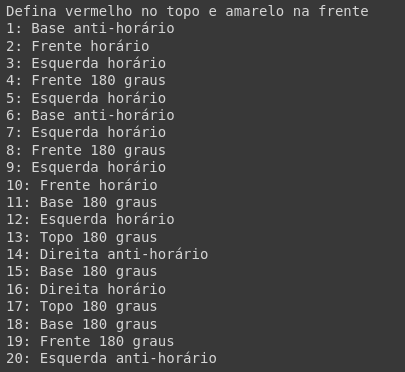 Defina vermelho no topo e amarelo na frente
1: Base anti-horário
2: Frente horário
3: Esquerda horário
4: Frente 180 graus
5: Esquerda horário
6: Base anti-horário
7: Esquerda horário
8: Frente 180 graus
9: Esquerda horário
10: Frente horário
11: Base 180 graus
12: Esquerda horário
13: Topo 180 graus
14: Direita anti-horário
15: Base 180 graus
16: Direita horário
17: Topo 180 graus
18: Base 180 graus
19: Frente 180 graus
20: Esquerda anti-horário